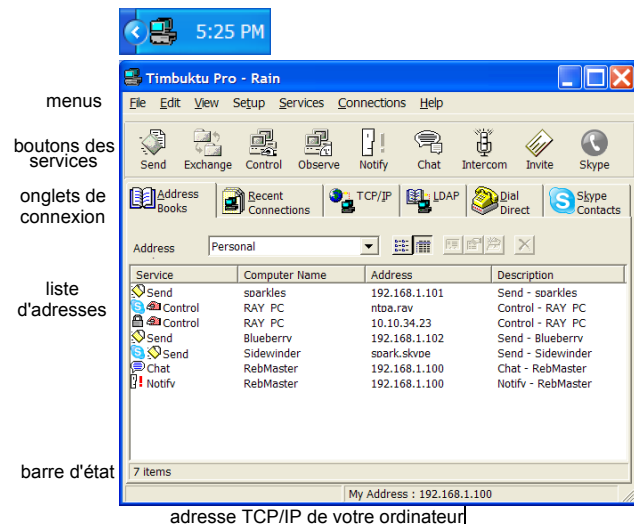 5:25 PM
Timbuktu Pro - Rain
menus
File Edit View Setup Services Connections Help
boutons des services
Send Exchange Control Observe Notify Chat Intercom Invite Skype
onglets de connexion
Address Books Recent Connections TCP/IP LDAP Dial Direct Skype Contacts
Address Personal
liste d'adresses
Service Computer Name Address Description
Send sparkles 192.168.1.101 Send - sparkles
Control RAY PC ntpa.rav Control - RAY PC
Control RAY PC 10.10.34.23 Control - RAY PC
Send Blueberry 192.168.1.102 Send - Blueberry
Send Sidewinder spark.skype Send - Sidewinder
Chat RebMaster 192.168.1.100 Chat - RebMaster
Notify RebMaster 192.168.1.100 Notify - RebMaster
barre d'état
7 items
My Address : 192.168.1.100
adresse TCP/IP de votre ordinateur